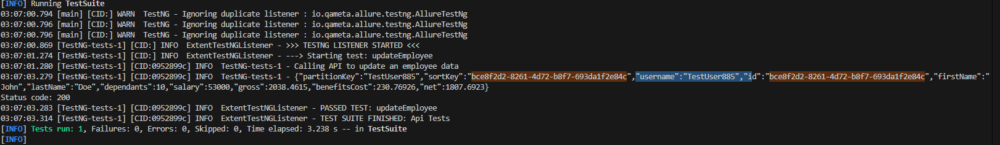 [INFO] Running TestSuite
03:07:00.794 [main] [CID:] WARN  TestNG - Ignoring duplicate listener : io.qameta.allure.testng.AllureTestNg
03:07:00.796 [main] [CID:] WARN  TestNG - Ignoring duplicate listener : io.qameta.allure.testng.AllureTestNg
03:07:00.796 [main] [CID:] WARN  TestNG - Ignoring duplicate listener : io.qameta.allure.testng.AllureTestNg
03:07:00.869 [TestNG-tests-1] [CID:] INFO  ExtentTestNGListener - >>> TESTNG LISTENER STARTED <<<
03:07:01.274 [TestNG-tests-1] [CID:] INFO  ExtentTestNGListener - ---> Starting test: updateEmployee
03:07:01.280 [TestNG-tests-1] [CID:0952899c] INFO  TestNG-tests-1 - Calling API to update an employee data
03:07:03.279 [TestNG-tests-1] [CID:0952899c] INFO  TestNG-tests-1 - {"partitionKey":"TestUser885","sortKey":"bce8f2d2-8261-4d72-b8f7-693da1f2e84c","username":"TestUser885","id":"bce8f2d2-8261-4d72-b8f7-693da1f2e84c","firstName":"
John","lastName":"Doe","dependants":10,"salary":53000,"gross":2038.4615,"benefitsCost":230.76926,"net":1807.6923}
Status code: 200
03:07:03.283 [TestNG-tests-1] [CID:0952899c] INFO  ExtentTestNGListener - PASSED TEST: updateEmployee
03:07:03.314 [TestNG-tests-1] [CID:0952899c] INFO  ExtentTestNGListener - TEST SUITE FINISHED: Api Tests
[INFO] Tests run: 1, Failures: 0, Errors: 0, Skipped: 0, Time elapsed: 3.238 s -- in TestSuite
[INFO]